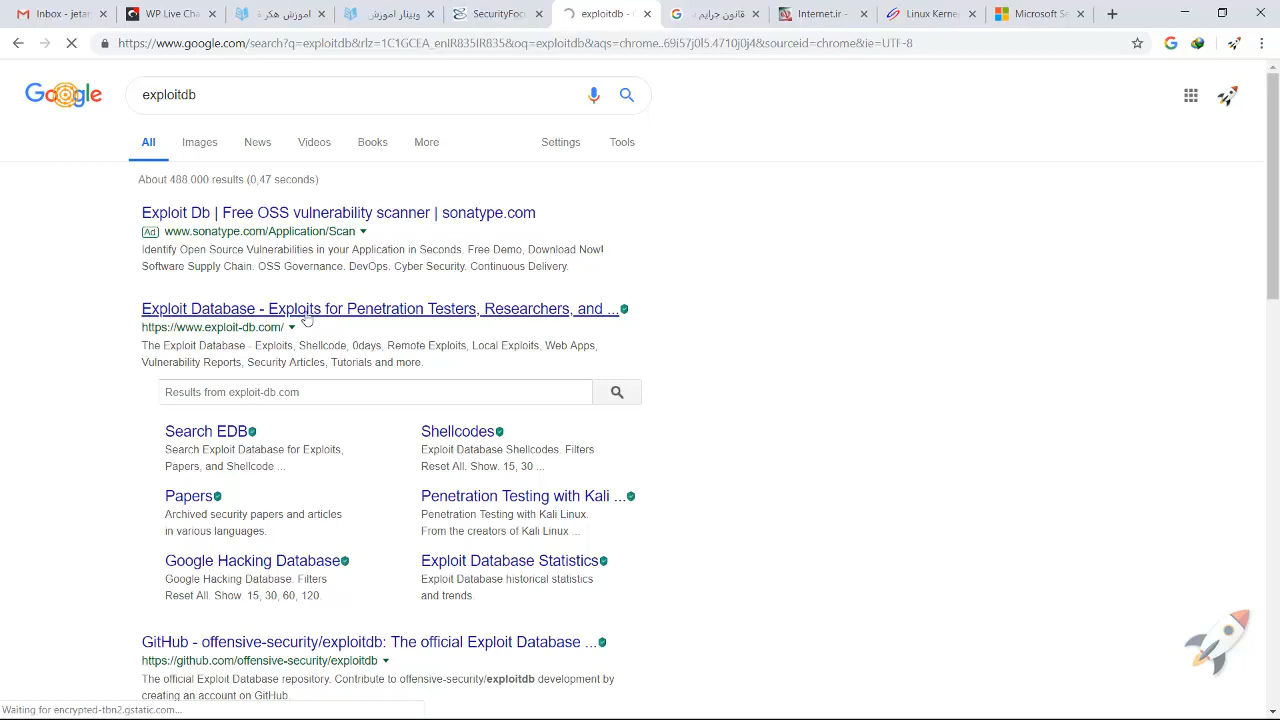 Inbox - jetar
WP Live Cha
آموزش هک و
وبینار آموزش
SecurityFoc
exploitdb - G
قانون جرایم
Internet
Linux Kerne
Microsoft Se
https://www.google.com/search?q=exploitdb&rlz=1C1GCEA_enIR835IR835&oq=exploitdb&aqs=chrome..69i57j0l5.4710j0j4&sourceid=chrome&ie=UTF-8
Google
exploitdb
All Images News Videos Books More Settings Tools
About 488.000 results (0,47 seconds)
Exploit Db | Free OSS vulnerability scanner | sonatype.com
Ad www.sonatype.com/Application/Scan
Identify Open Source Vulnerabilities in your Application in Seconds. Free Demo, Download Now!
Software Supply Chain. OSS Governance. DevOps. Cyber Security. Continuous Delivery.
Exploit Database - Exploits for Penetration Testers, Researchers, and ...
https://www.exploit-db.com/
The Exploit Database - Exploits, Shellcode, 0days, Remote Exploits, Local Exploits, Web Apps,
Vulnerability Reports, Security Articles, Tutorials and more.
Results from exploit-db.com
Search EDB
Search Exploit Database for Exploits,
Papers, and Shellcode ...
Shellcodes
Exploit Database Shellcodes. Filters
Reset All. Show. 15, 30 ...
Papers
Archived security papers and articles
in various languages.
Penetration Testing with Kali ...
Penetration Testing with Kali Linux.
From the creators of Kali Linux ...
Google Hacking Database
Google Hacking Database. Filters
Reset All. Show. 15, 30, 60, 120.
Exploit Database Statistics
Exploit Database historical statistics
and trends.
GitHub - offensive-security/exploitdb: The official Exploit Database ...
https://github.com/offensive-security/exploitdb
The official Exploit Database repository. Contribute to offensive-security/exploitdb development by
creating an account on GitHub.
Waiting for encrypted-tbn2.gstatic.com...